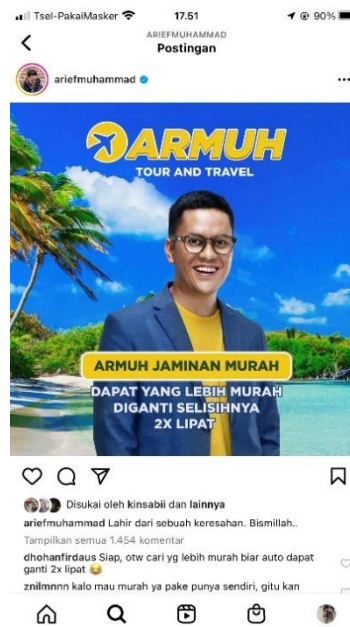 Tsel-PakaiMasker 17.51 90%
ARIEFMUHAMMAD
Postingan
ariefmuhammad
ARMUH
TOUR AND TRAVEL
ARMUH JAMINAN MURAH
DAPAT YANG LEBIH MURAH
DIGANTI SELISIHNYA
2X LIPAT
Disukai oleh kinsabii dan lainnya
ariefmuhammad Lahir dari sebuah keresahan. Bismillah..
Tampilkan semua 1.454 komentar
dhohanfirdaus Siap, otw cari yg lebih murah biar auto dapat
ganti 2x lipat 😂
znilmnnn kalo mau murah ya pake punya sendiri, gitu kan